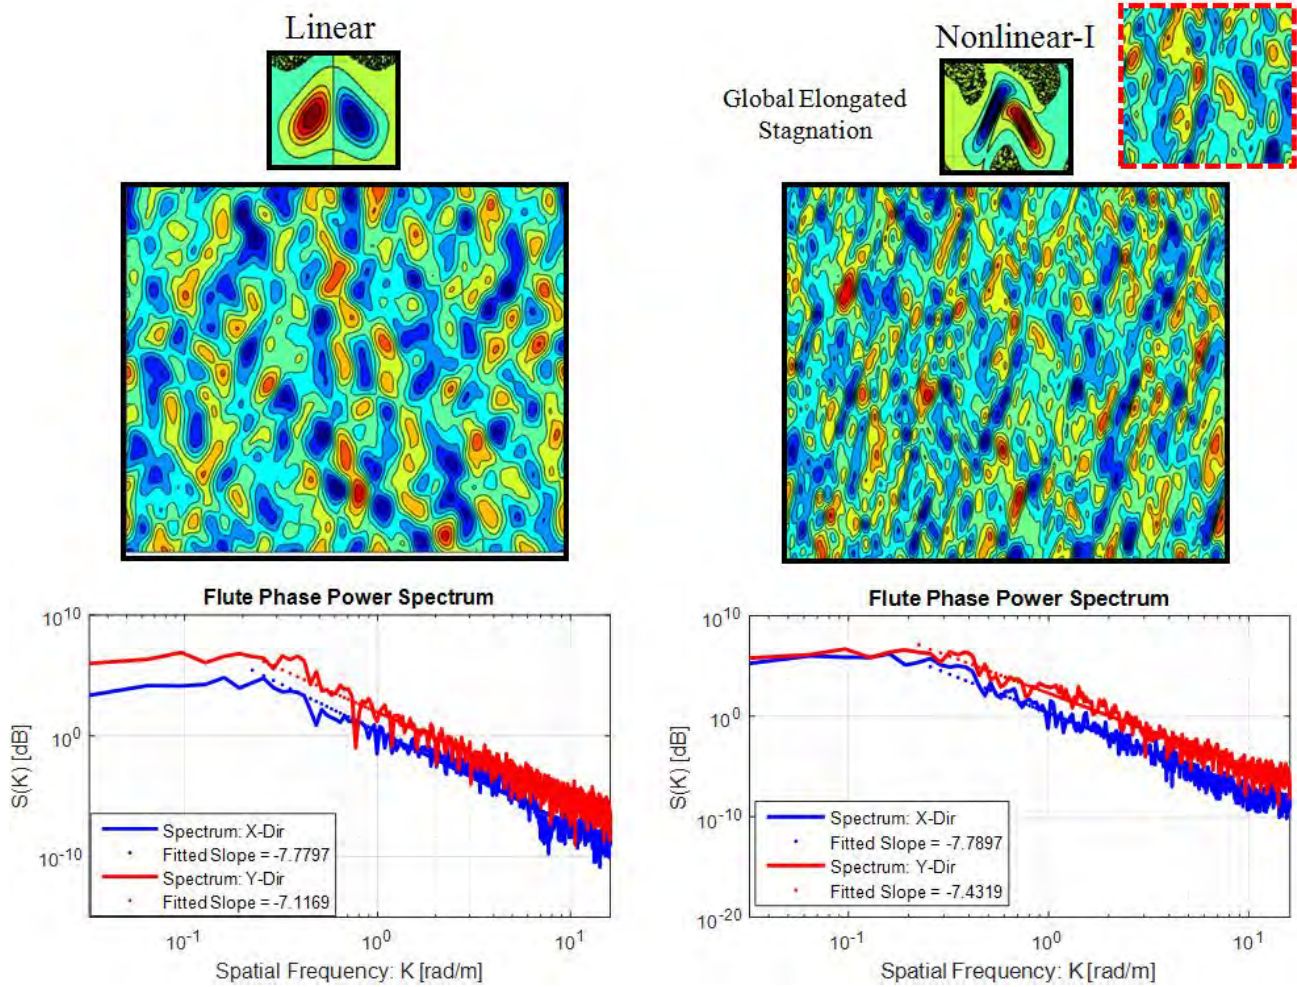 Linear
Nonlinear-I
Global Elongated
Stagnation
Flute Phase Power Spectrum
10^10
10^0
10^-10
S(K) [dB]
Spectrum: X-Dir
Fitted Slope = -7.7797
Spectrum: Y-Dir
Fitted Slope = -7.1169
10^-1
10^0
10^1
Spatial Frequency: K [rad/m]
Flute Phase Power Spectrum
10^10
10^0
10^-10
10^-20
S(K) [dB]
Spectrum: X-Dir
Fitted Slope = -7.7897
Spectrum: Y-Dir
Fitted Slope = -7.4319
10^-1
10^0
10^1
Spatial Frequency: K [rad/m]